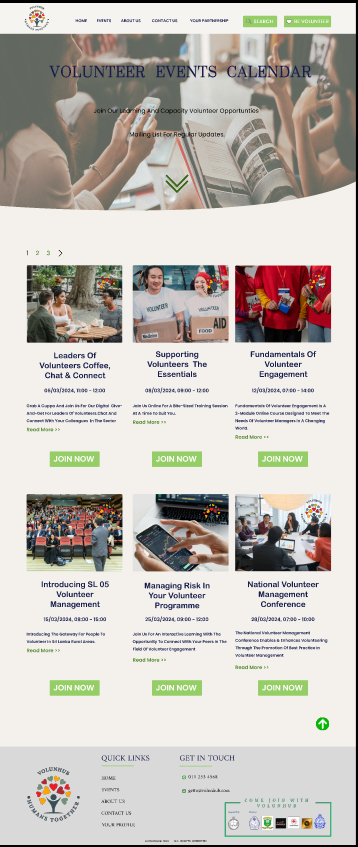 VOLUNHUB
HUMANS TOGETHER
HOME EVENTS ABOUT US CONTACT US YOUR PARTNERSHIP SEARCH BE VOLUNTEER
VOLUNTEER EVENTS CALENDAR
Join Our Learning And Capacity Volunteer Opportunties
Mailing List For Regular Updates.
1 2 3 >
Leaders Of
Volunteers Coffee,
Chat & Connect
05/03/2024, 11:00 - 12:00
Grab A Cuppa And Join Us For Our Digital Give-
And-Get For Leaders Of Volunteers.Chat And
Connect With Your Colleagues In The Sector
Read More >>
JOIN NOW
Medicine
VOLUNTEER
FOOD
AID
Supporting
Volunteers The
Essentials
08/03/2024, 09:00 - 12:00
Join Us Online For A Bite-Sized Training Session
At A Time To Suit You.
Read More >>
JOIN NOW
Fundamentals Of
Volunteer
Engagement
12/03/2024, 07:00 - 14:00
Fundamentals Of Volunteer Engagement Is A
3-Module Online Course Designed To Meet The
Needs Of Volunteer Managers In A Changing
World.
Read More >>
JOIN NOW
Introducing SL 05
Volunteer
Management
15/03/2024, 08:00 - 15:00
Introducing The Gateway For People To
Volunteer In Sri Lanka Rural Areas.
Read More >>
JOIN NOW
Managing Risk In
Your Volunteer
Programme
25/03/2024, 09:00 - 12:00
Join Us For An Interactive Learning With The
Opportunity To Connect With Your Peers In The
Field Of Volunteer Engagement
Read More >>
JOIN NOW
National Volunteer
Management
Conference
28/03/2024, 07:00 - 10:00
The National Volunteer Management
Conference Enables & Enhances Volunteering
Through The Promotion Of Best Practice In
Volunteer Management
Read More >>
JOIN NOW
VOLUNHUB
HUMANS TOGETHER
QUICK LINKS
HOME
EVENTS
ABOUT US
CONTACT US
YOUR PROFILE
GET IN TOUCH
COME JOIN WITH
VOLUNHUB